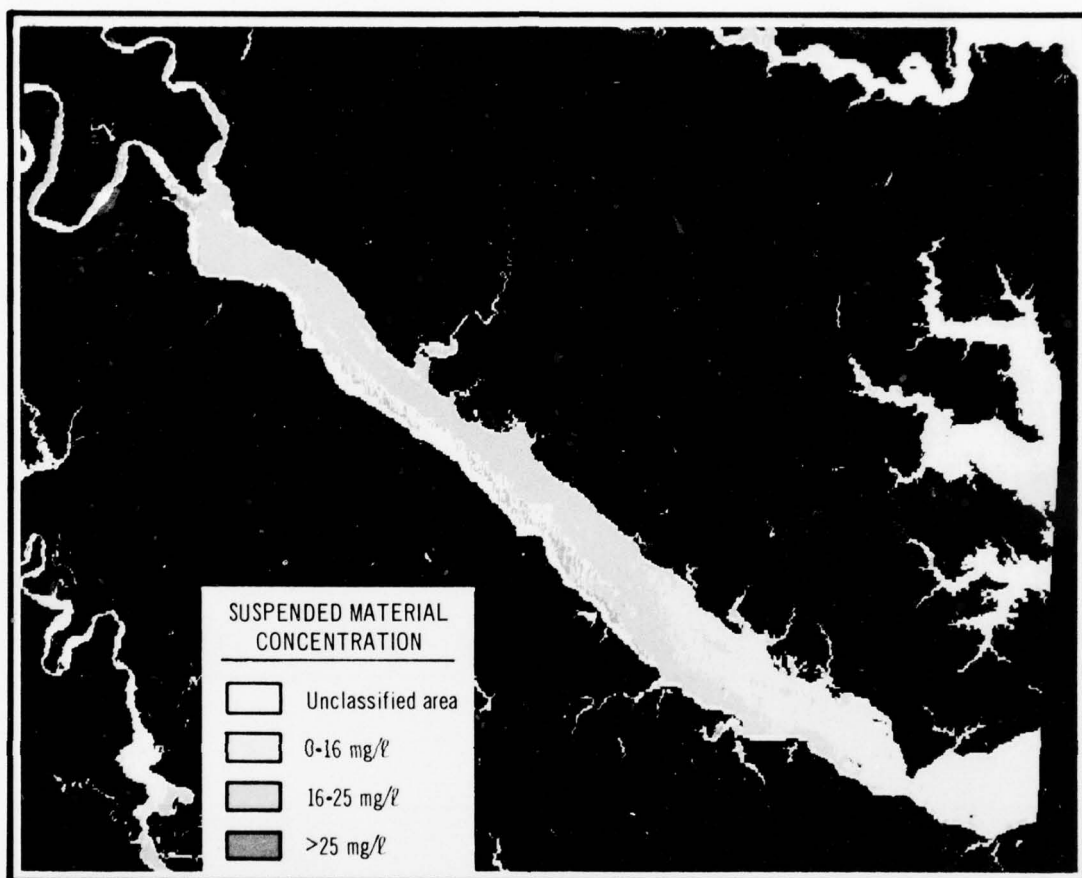 SUSPENDED MATERIAL
CONCENTRATION
Unclassified area
0-16 mg/ℓ
16-25 mg/ℓ
>25 mg/ℓ